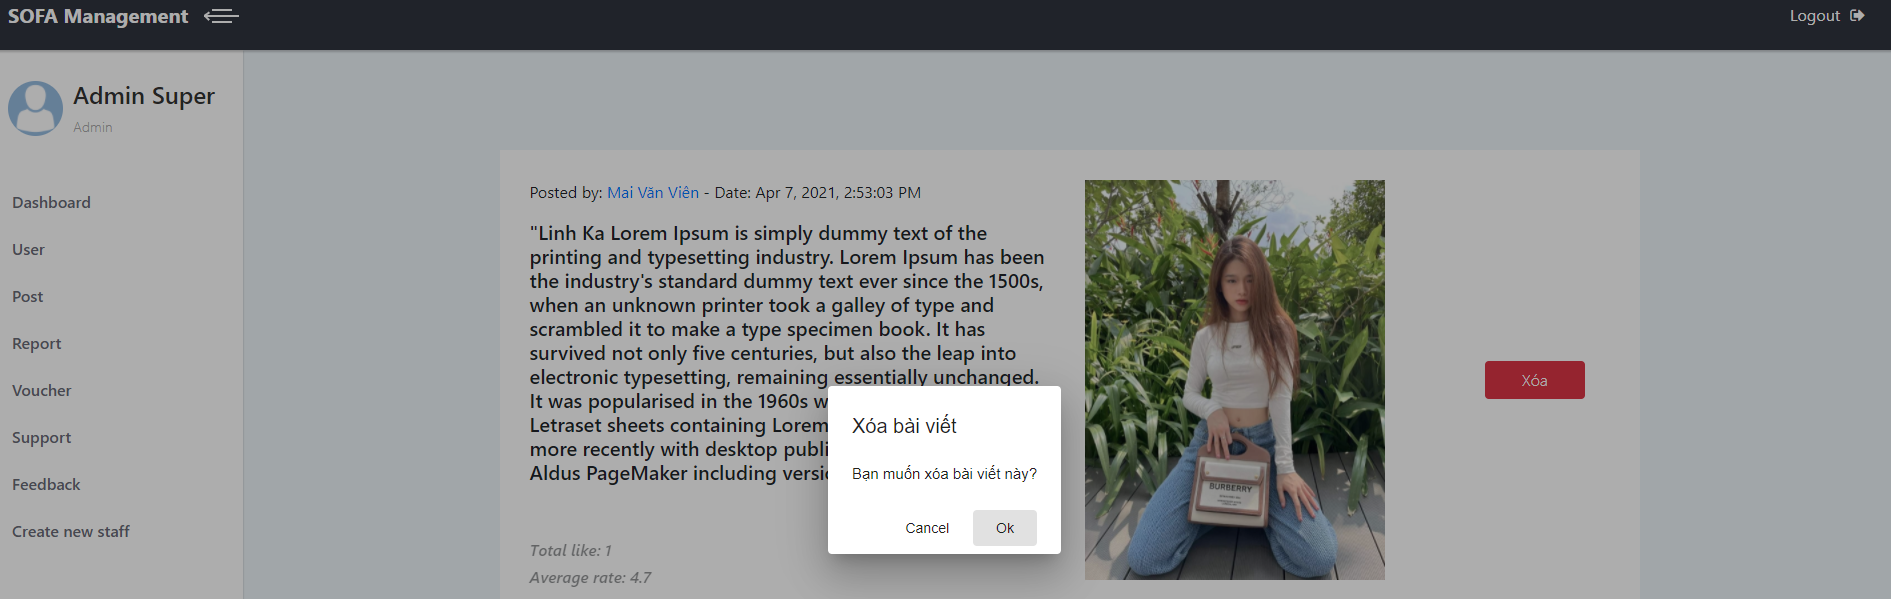 SOFA Management
Logout
Admin Super
Admin
Dashboard
User
Post
Report
Voucher
Support
Feedback
Create new staff
Posted by: Mai Văn Viên - Date: Apr 7, 2021, 2:53:03 PM
"Linh Ka Lorem Ipsum is simply dummy text of the
printing and typesetting industry. Lorem Ipsum has been
the industry's standard dummy text ever since the 1500s,
when an unknown printer took a galley of type and
scrambled it to make a type specimen book. It has
survived not only five centuries, but also the leap into
electronic typesetting, remaining essentially unchanged.
It was popularised in the 1960s w
Letraset sheets containing Lorem
more recently with desktop publi
Aldus PageMaker including versi
Total like: 1
Average rate: 4.7
Xóa bài viết
Bạn muốn xóa bài viết này?
Cancel
Ok
BURBERRY
Xóa